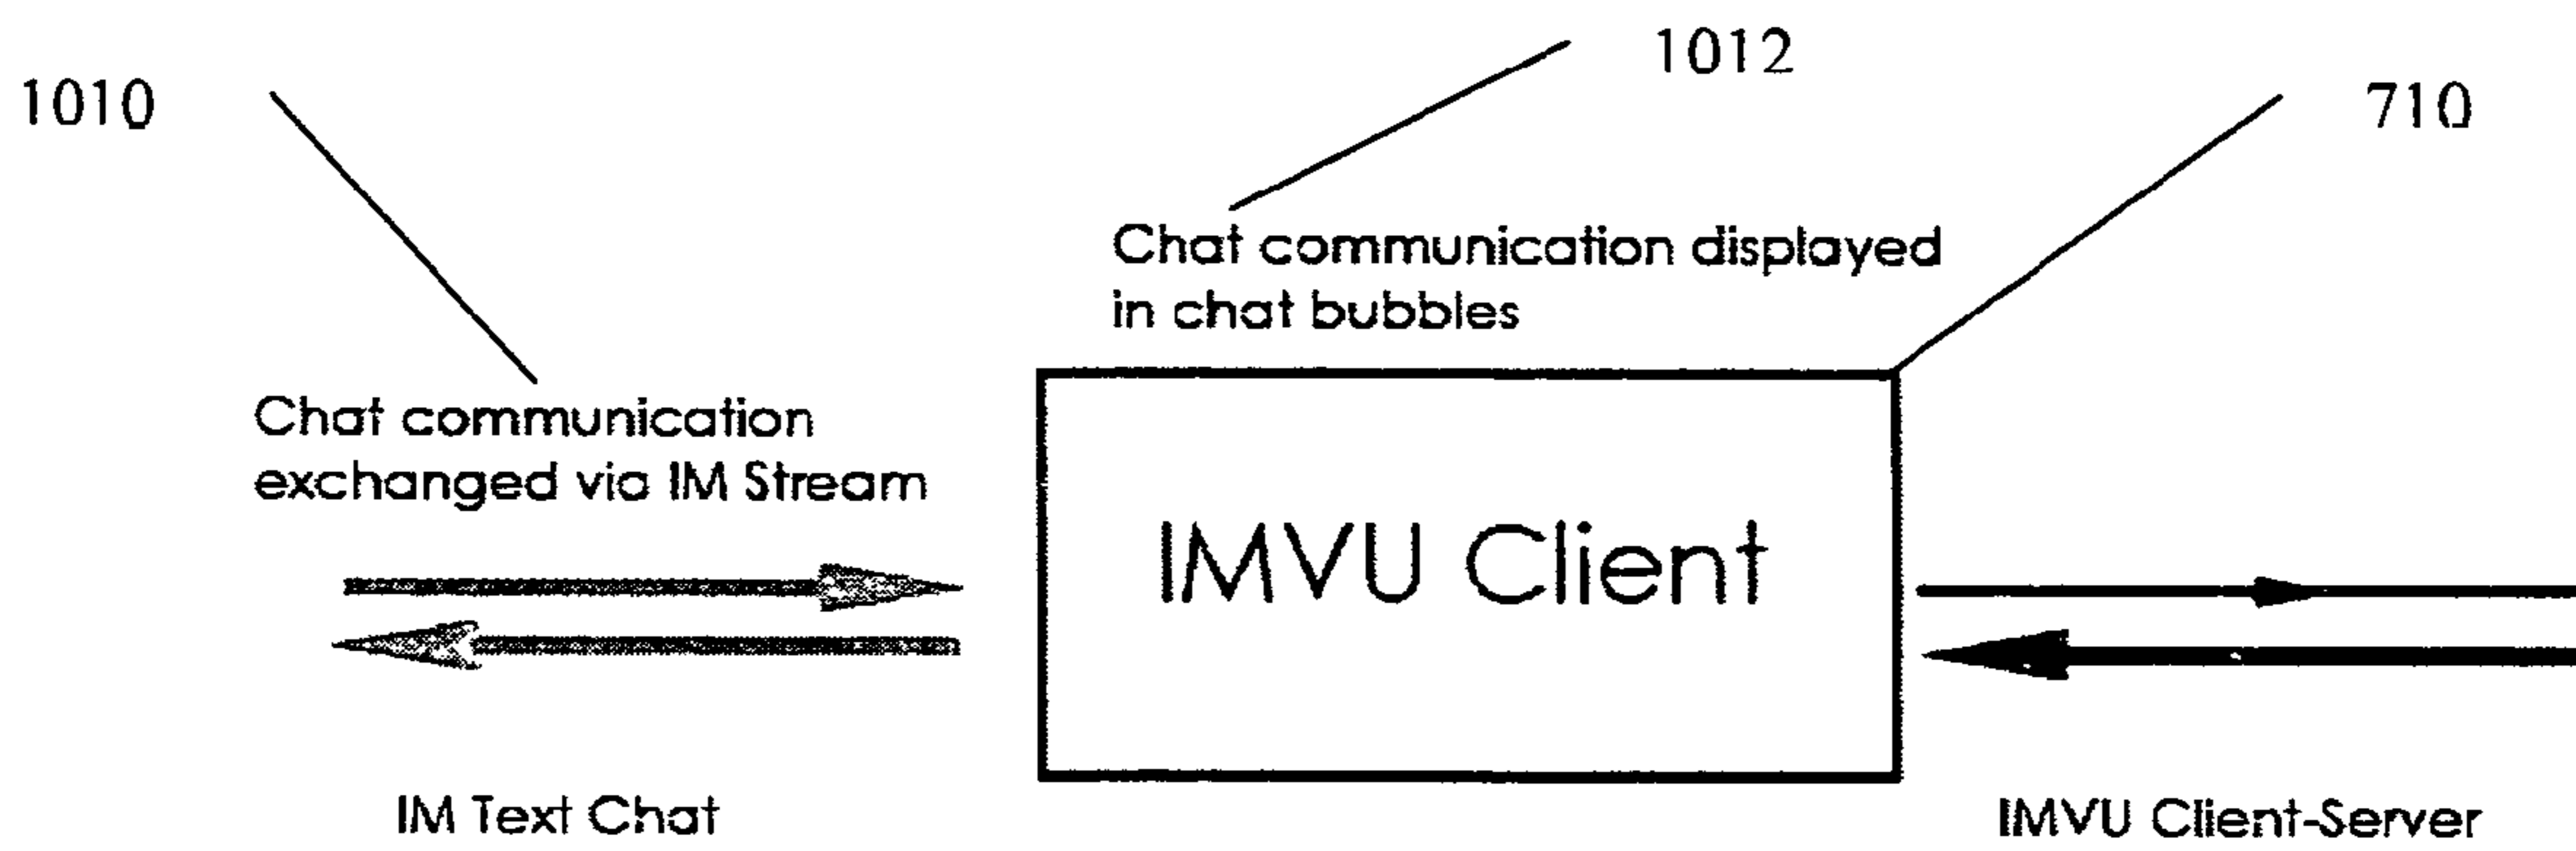 1012
1010
710
Chat communication displayed
in chat bubbles
Chat communication
exchanged via IM Stream
IMVU Client
IM Text Chat
IMVU Client-Server